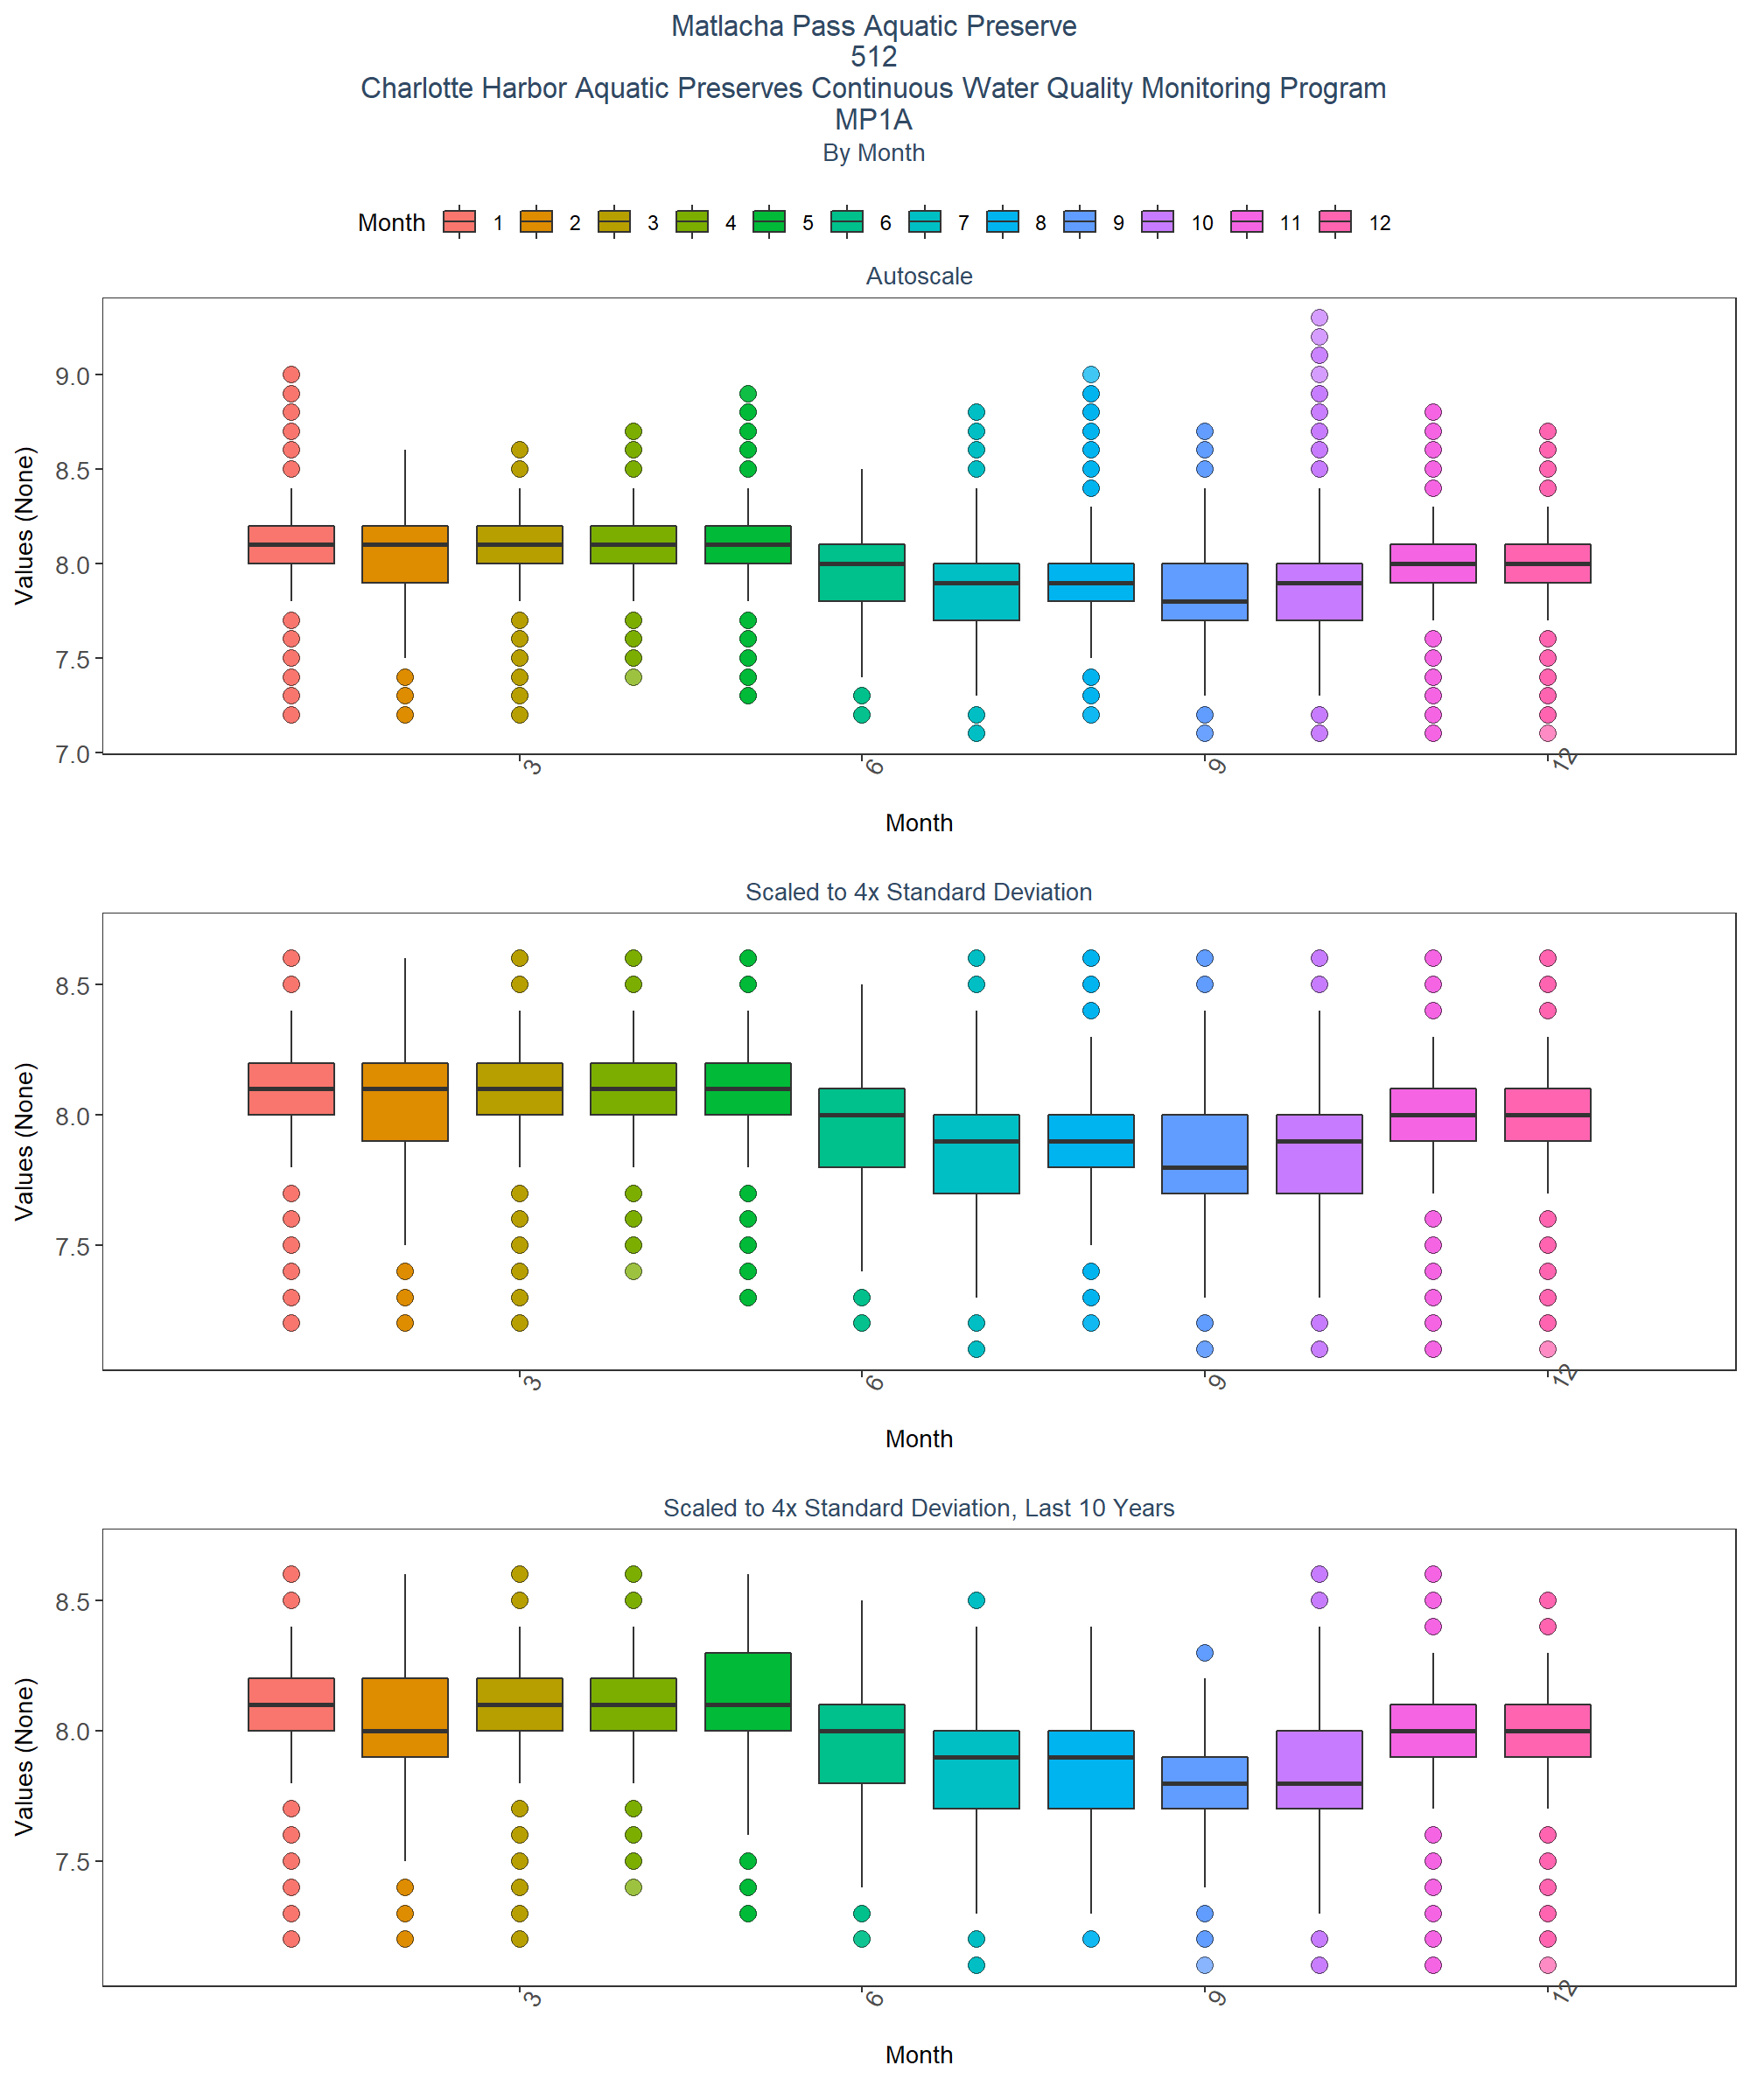 Matlacha Pass Aquatic Preserve
512
Charlotte Harbor Aquatic Preserves Continuous Water Quality Monitoring Program
MP1A
By Month
Month 1 2 3 4 5 6 7 8 9 10 11 12
Autoscale
Values (None)
9.0
8.5
8.0
7.5
7.0
3 6 9 12
Month
Scaled to 4x Standard Deviation
Values (None)
8.5
8.0
7.5
3 6 9 12
Month
Scaled to 4x Standard Deviation, Last 10 Years
Values (None)
8.5
8.0
7.5
3 6 9 12
Month